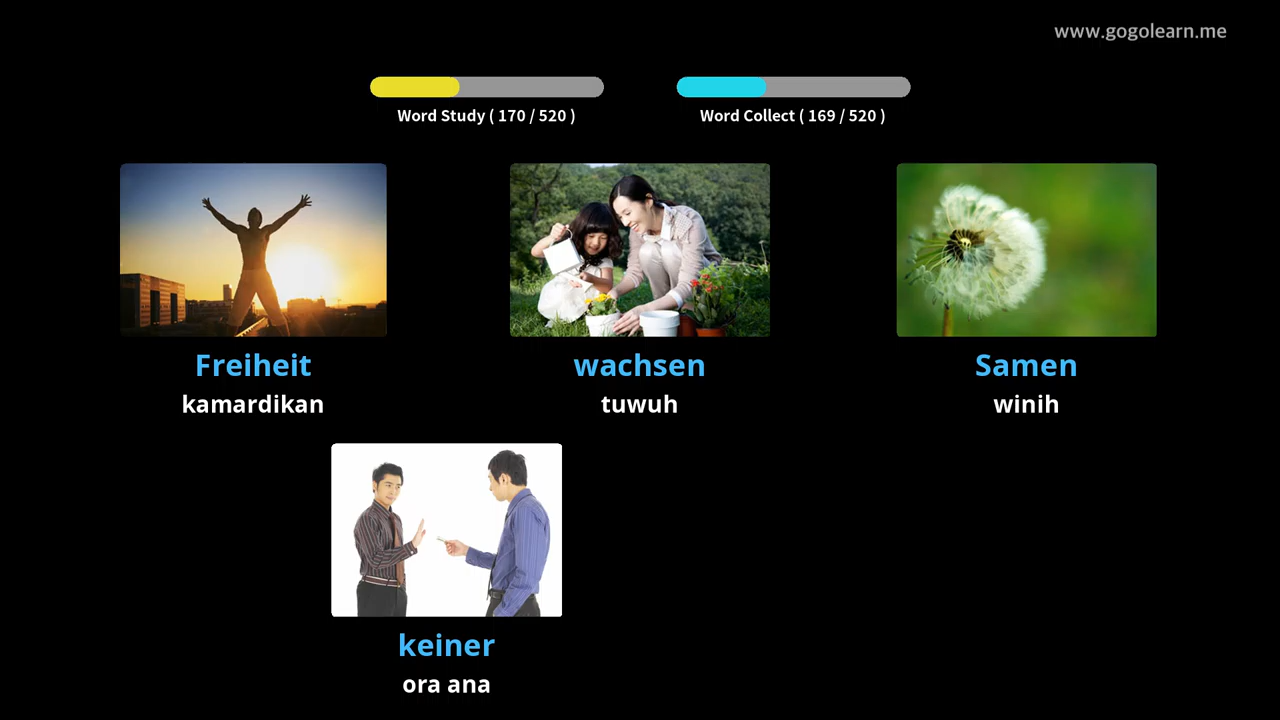 www.gogolearn.me
Word Study ( 170 / 520 )
Word Collect ( 169 / 520 )
Freiheit
kamardikan
wachsen
tuwuh
Samen
winih
keiner
ora ana